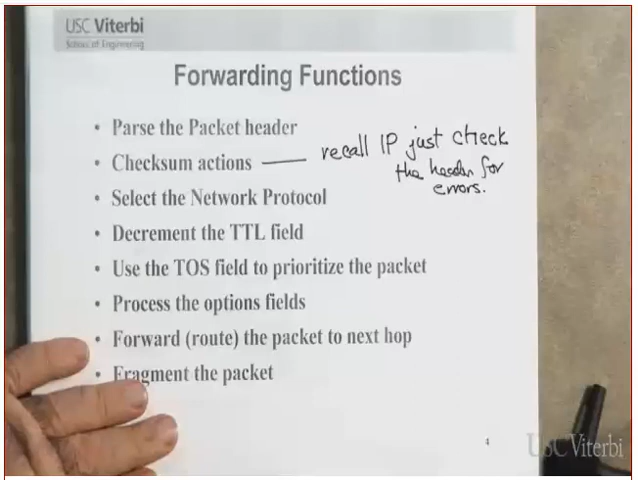 USC Viterbi
School of Engineering
Forwarding Functions
• Parse the Packet header
• Checksum actions — recall IP just check
the header for
errors.
• Select the Network Protocol
• Decrement the TTL field
• Use the TOS field to prioritize the packet
• Process the options fields
• Forward (route) the packet to next hop
• Fragment the packet
4
USC Viterbi